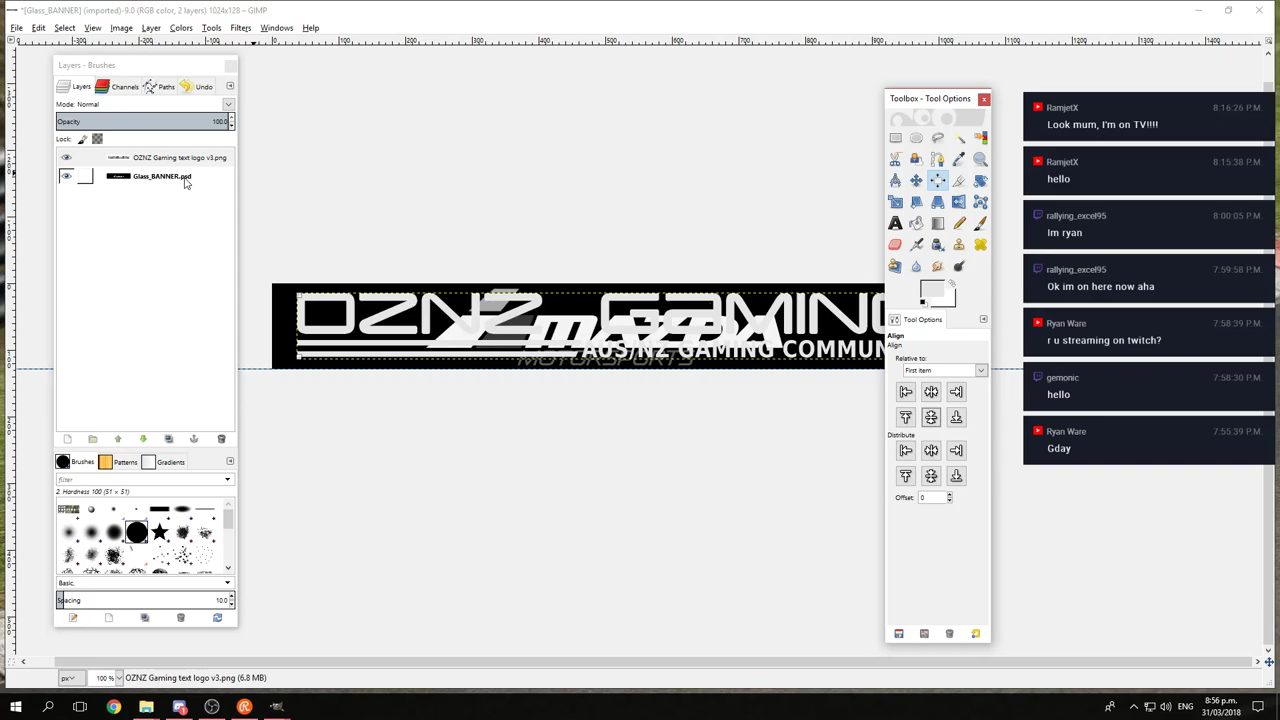 *[Glass_BANNER] (imported)-9.0 (RGB color, 2 layers) 1024x128 – GIMP
File Edit Select View Image Layer Colors Tools Filters Windows Help
Layers - Brushes
Layers Channels Paths Undo
Mode: Normal
Opacity 100.0
Lock:
OZNZ Gaming text logo v3.png
Glass_BANNER.psd
Brushes Patterns Gradients
filter
2. Hardness 100 (51 × 51)
Basic,
Spacing 10.0
OZNZ GAMING
mazda
AUS/NZ GAMING COMMUN
MOTORSPORTS
Toolbox - Tool Options
Tool Options
Align
Align
Relative to:
First item
Distribute
Offset: 0
RamjetX 8:16:26 P.M.
Look mum, I'm on TV!!!!
RamjetX 8:15:38 P.M.
hello
rallying_excel95 8:00:05 P.M.
Im ryan
rallying_excel95 7:59:58 P.M.
Ok im on here now aha
Ryan Ware 7:58:39 P.M.
r u streaming on twitch?
gemonic 7:58:30 P.M.
hello
Ryan Ware 7:55:39 P.M.
Gday
px 100 % OZNZ Gaming text logo v3.png (6.8 MB)
ENG
8:56 p.m.
31/03/2018